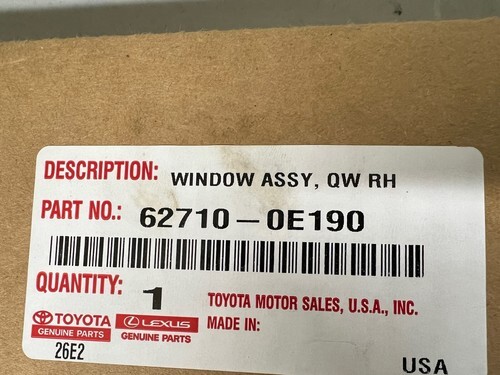 DESCRIPTION: WINDOW ASSY, QW RH
PART NO.: 62710-0E190
QUANTITY: 1
TOYOTA MOTOR SALES, U.S.A., INC.
TOYOTA LEXUS MADE IN:
GENUINE PARTS GENUINE PARTS
26E2
USA